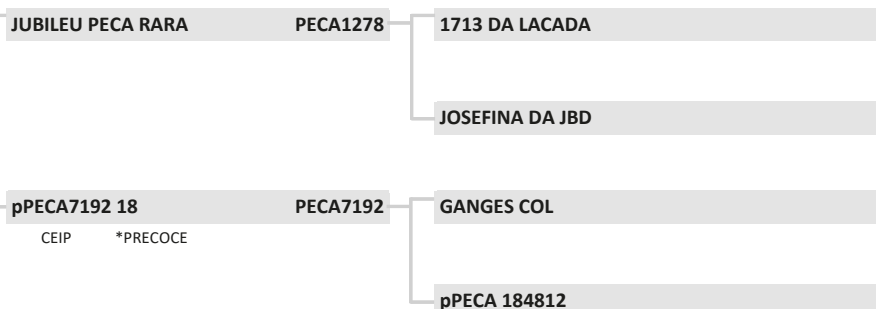 JUBILEU PECA RARA PECA1278 1713 DA LACADA
JOSEFINA DA JBD
pPECA7192 18 PECA7192 GANGES COL
CEIP *PRECOCE
pPECA 184812